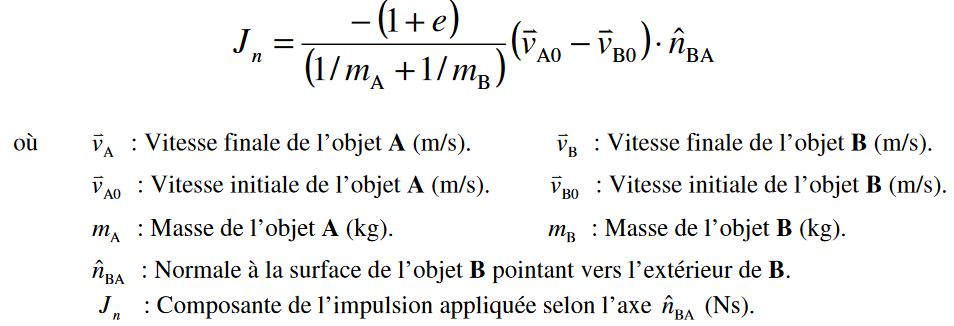 Jₙ = −(1+e) / (1/m_A + 1/m_B) (v⃗_A0 − v⃗_B0) · n̂_BA
où v⃗_A : Vitesse finale de l’objet A (m/s). v⃗_B : Vitesse finale de l’objet B (m/s).
v⃗_A0 : Vitesse initiale de l’objet A (m/s). v⃗_B0 : Vitesse initiale de l’objet B (m/s).
m_A : Masse de l’objet A (kg). m_B : Masse de l’objet B (kg).
n̂_BA : Normale à la surface de l’objet B pointant vers l’extérieur de B.
Jₙ : Composante de l’impulsion appliquée selon l’axe n̂_BA (Ns).